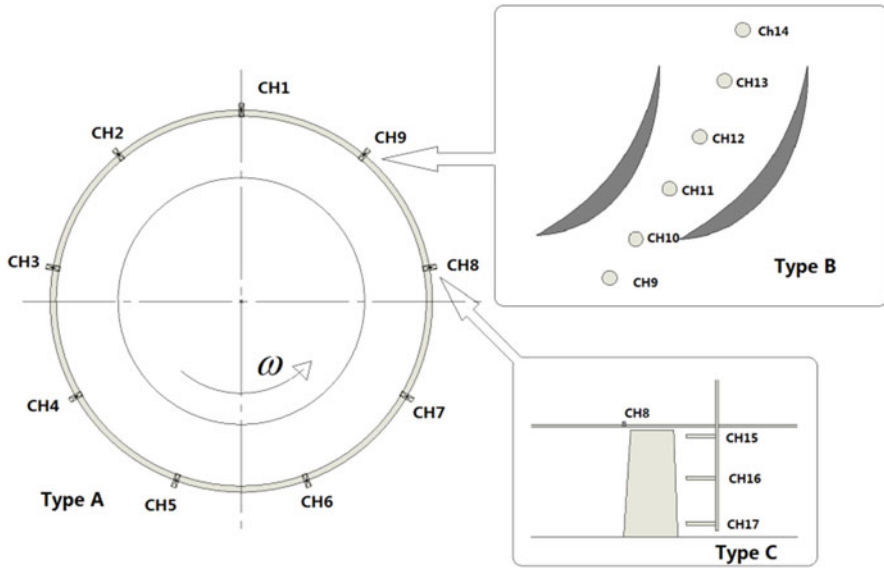 CH1
CH2
CH9
CH3
CH8
ω
CH4
CH7
CH5
CH6
Type A
Ch14
CH13
CH12
CH11
CH10
CH9
Type B
CH8
CH15
CH16
CH17
Type C